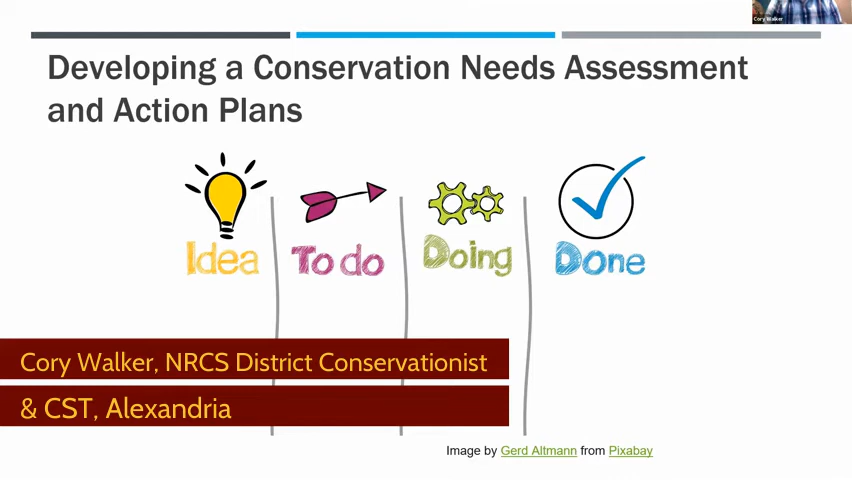 Cory Walker
Developing a Conservation Needs Assessment
and Action Plans
Idea
To do
Doing
Done
Cory Walker, NRCS District Conservationist
& CST, Alexandria
Image by Gerd Altmann from Pixabay